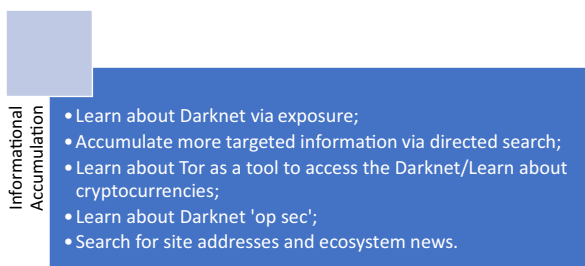 Informational
Accumulation
•Learn about Darknet via exposure;
•Accumulate more targeted information via directed search;
•Learn about Tor as a tool to access the Darknet/Learn about
cryptocurrencies;
•Learn about Darknet 'op sec';
•Search for site addresses and ecosystem news.